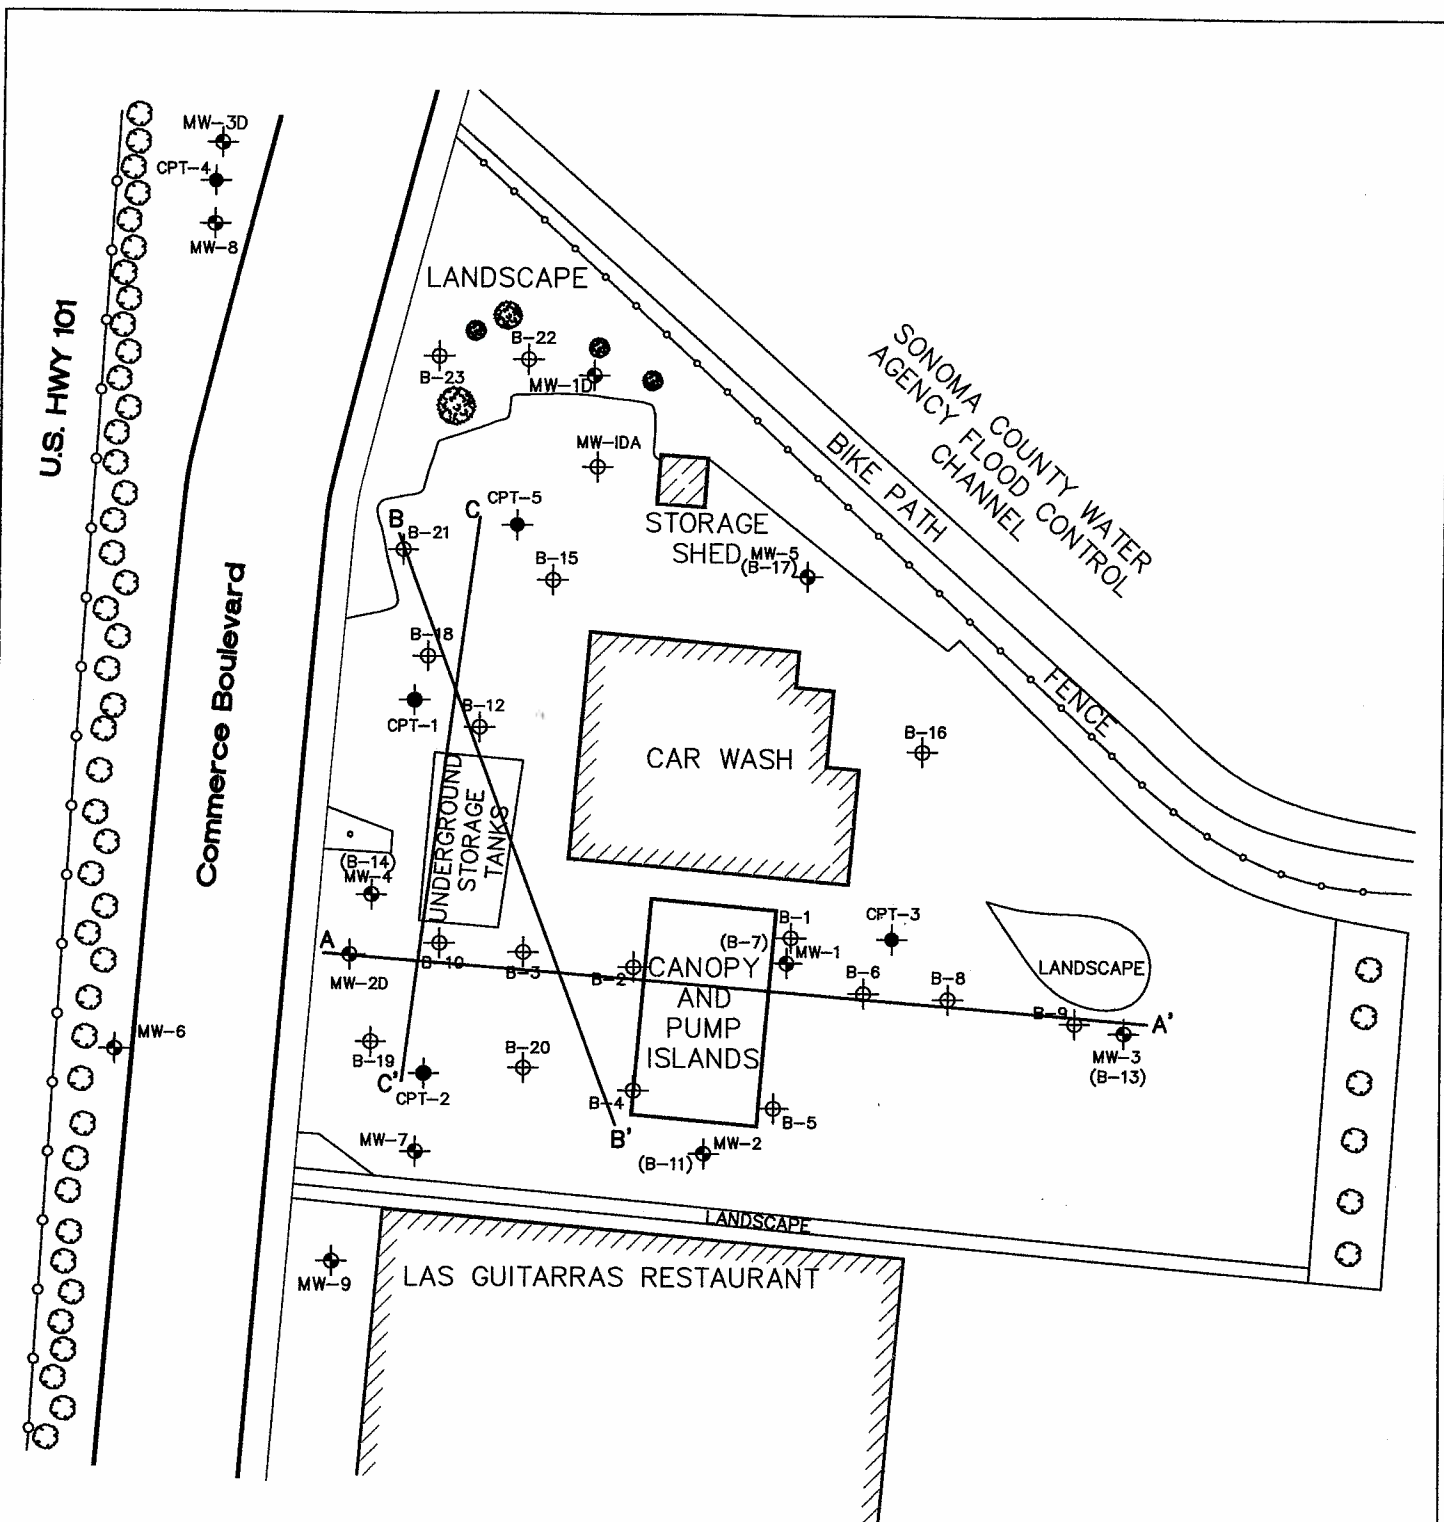 MW-3D
CPT-4
MW-8
U.S. HWY 101
Commerce Boulevard
LANDSCAPE
B-22
B-23
MW-1D
MW-1DA
SONOMA COUNTY WATER
AGENCY FLOOD CONTROL
CHANNEL
BIKE PATH
FENCE
B
B-21
C
CPT-5
B-15
STORAGE
SHED
MW-5
(B-17)
B-18
CPT-1
B-12
CAR WASH
B-16
UNDERGROUND
STORAGE
TANKS
(B-14)
MW-4
A
MW-2D
B-10
B-3
B-2
CANOPY
AND
PUMP
ISLANDS
B-1
(B-7)
MW-1
CPT-3
B-6
B-8
LANDSCAPE
B-9
A'
MW-3
(B-13)
MW-6
B-19
C'
CPT-2
B-20
B-4
B'
B-5
MW-7
MW-2
(B-11)
LANDSCAPE
MW-9
LAS GUITARRAS RESTAURANT